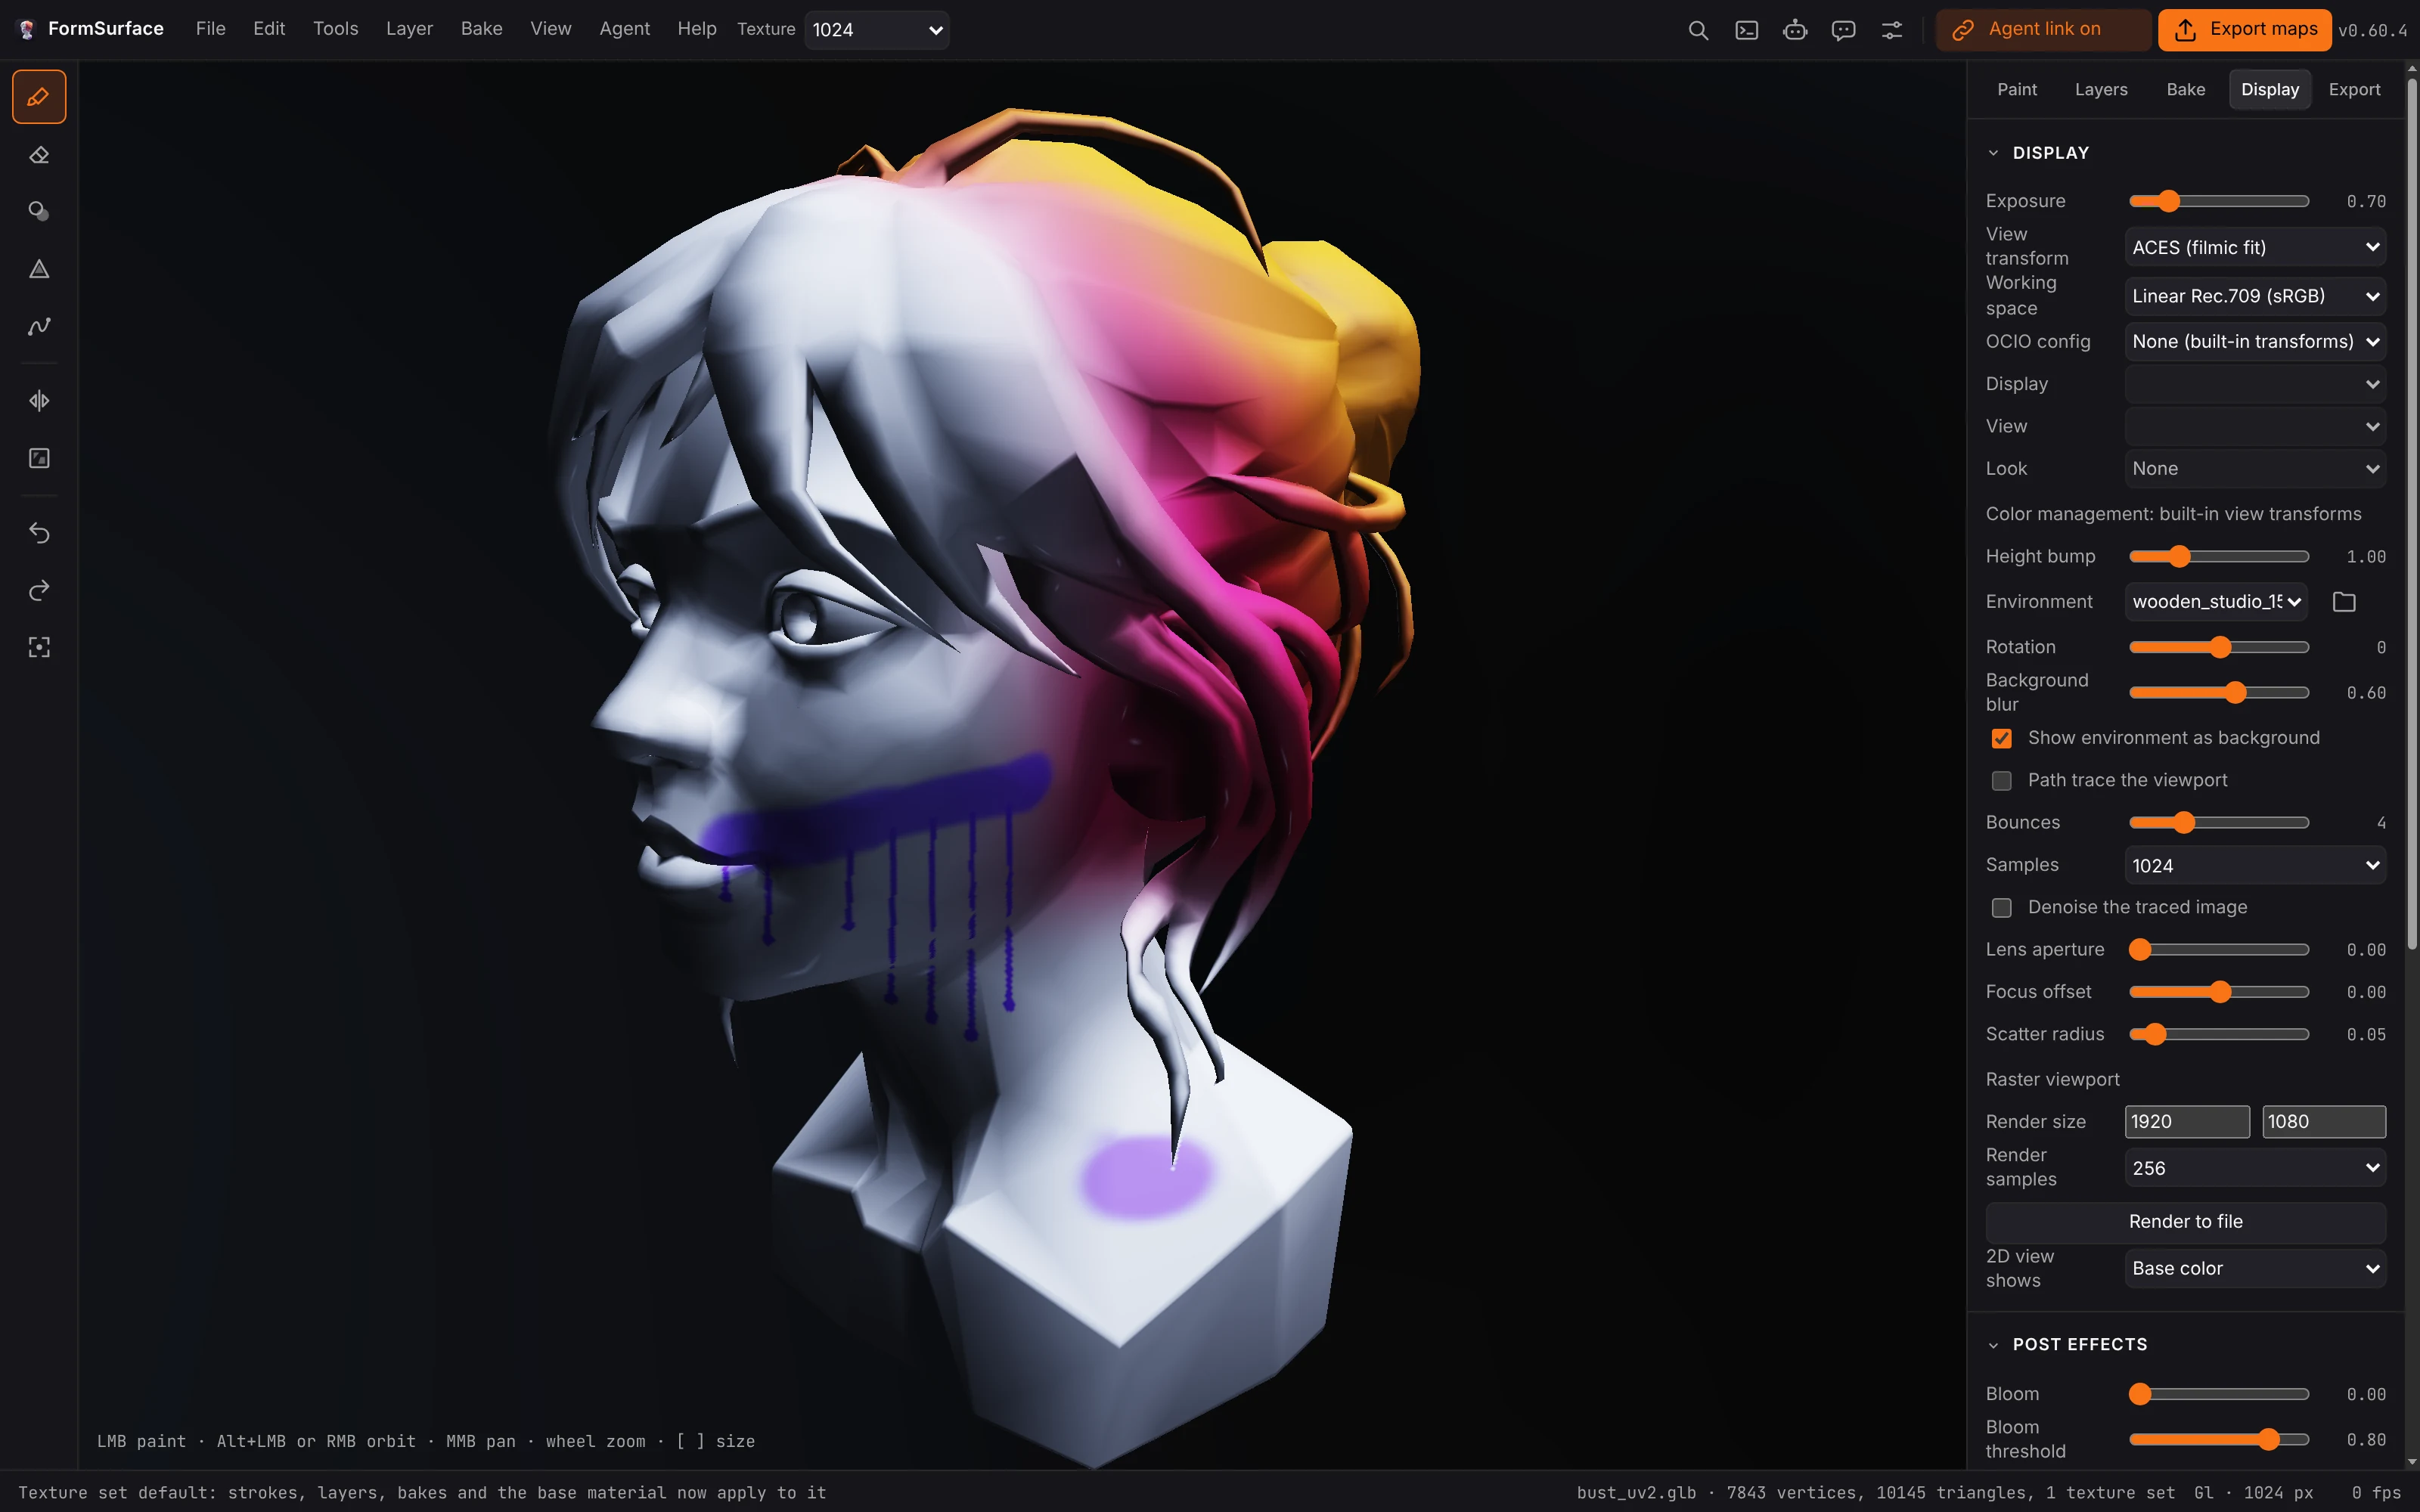 FormSurface File Edit Tools Layer Bake View Agent Help Texture 1024 Agent link on Export maps v0.60.4
Paint Layers Bake Display Export
DISPLAY
Exposure 0.70
View transform ACES (filmic fit)
Working space Linear Rec.709 (sRGB)
OCIO config None (built-in transforms)
Display
View
Look None
Color management: built-in view transforms
Height bump 1.00
Environment wooden_studio_15
Rotation 0
Background blur 0.60
Show environment as background
Path trace the viewport
Bounces 4
Samples 1024
Denoise the traced image
Lens aperture 0.00
Focus offset 0.00
Scatter radius 0.05
Raster viewport
Render size 1920 1080
Render samples 256
Render to file
2D view shows Base color
POST EFFECTS
Bloom 0.00
Bloom threshold 0.80
LMB paint · Alt+LMB or RMB orbit · MMB pan · wheel zoom · [ ] size
Texture set default: strokes, layers, bakes and the base material now apply to it
bust_uv2.glb · 7843 vertices, 10145 triangles, 1 texture set Gl · 1024 px 0 fps